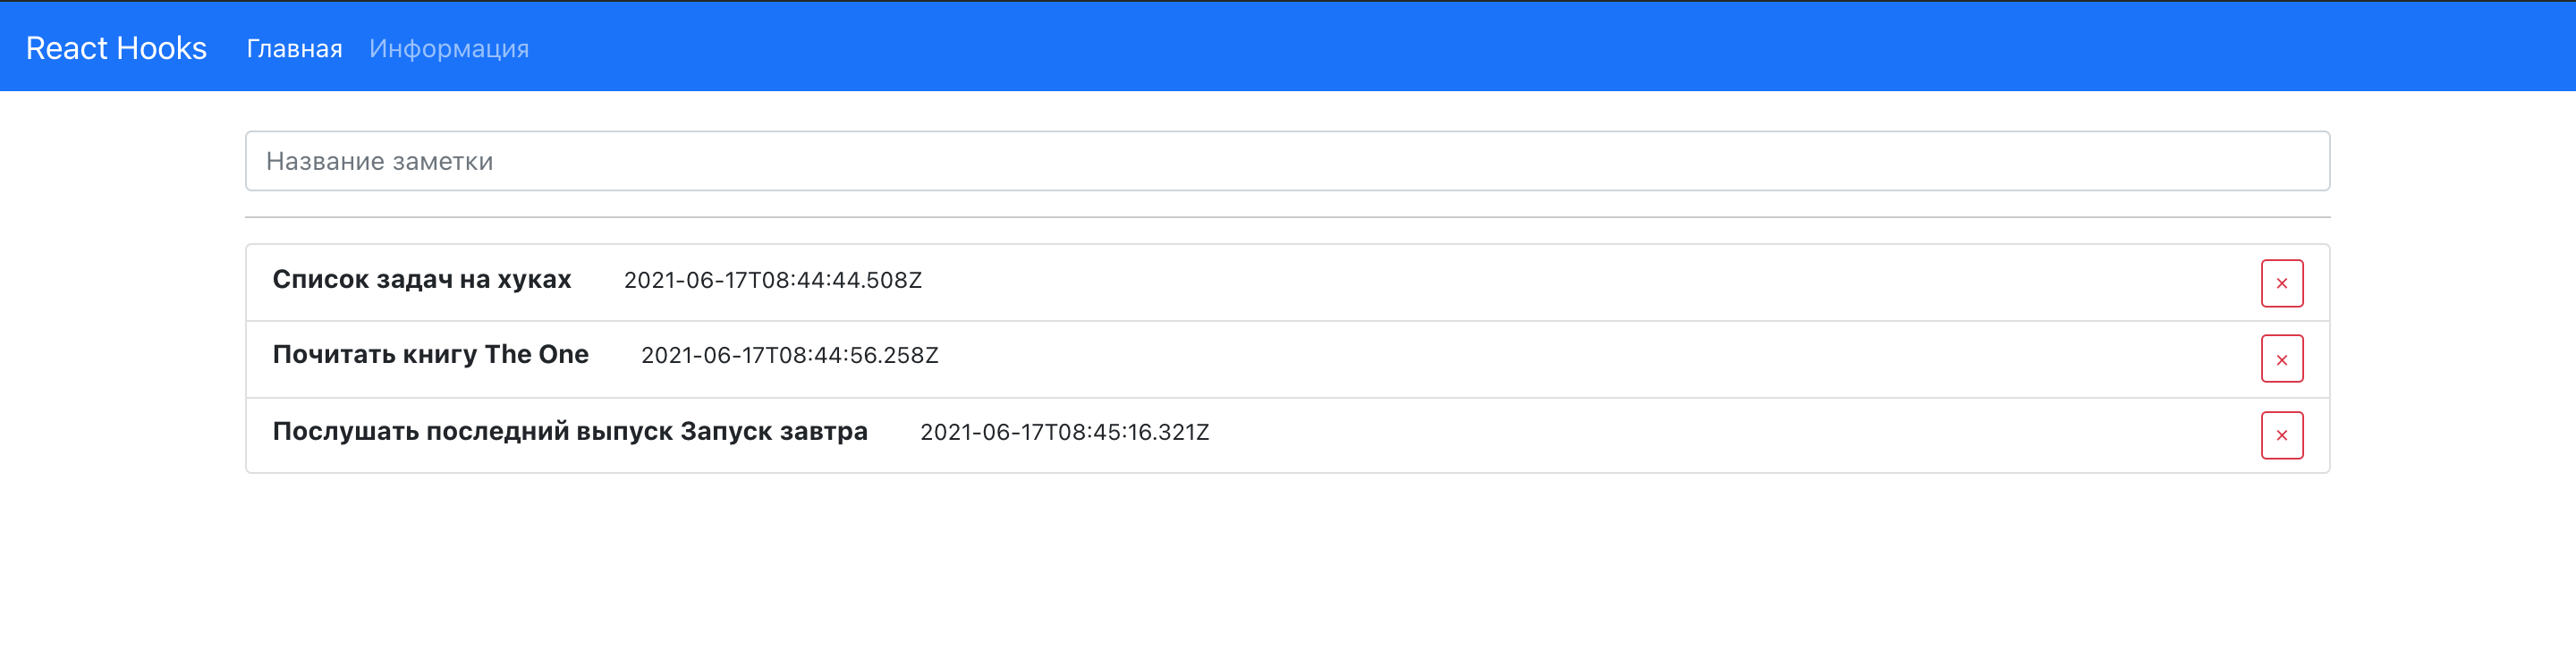 React Hooks Главная Информация
Название заметки
Список задач на хуках 2021-06-17T08:44:44.508Z ×
Почитать книгу The One 2021-06-17T08:44:56.258Z ×
Послушать последний выпуск Запуск завтра 2021-06-17T08:45:16.321Z ×